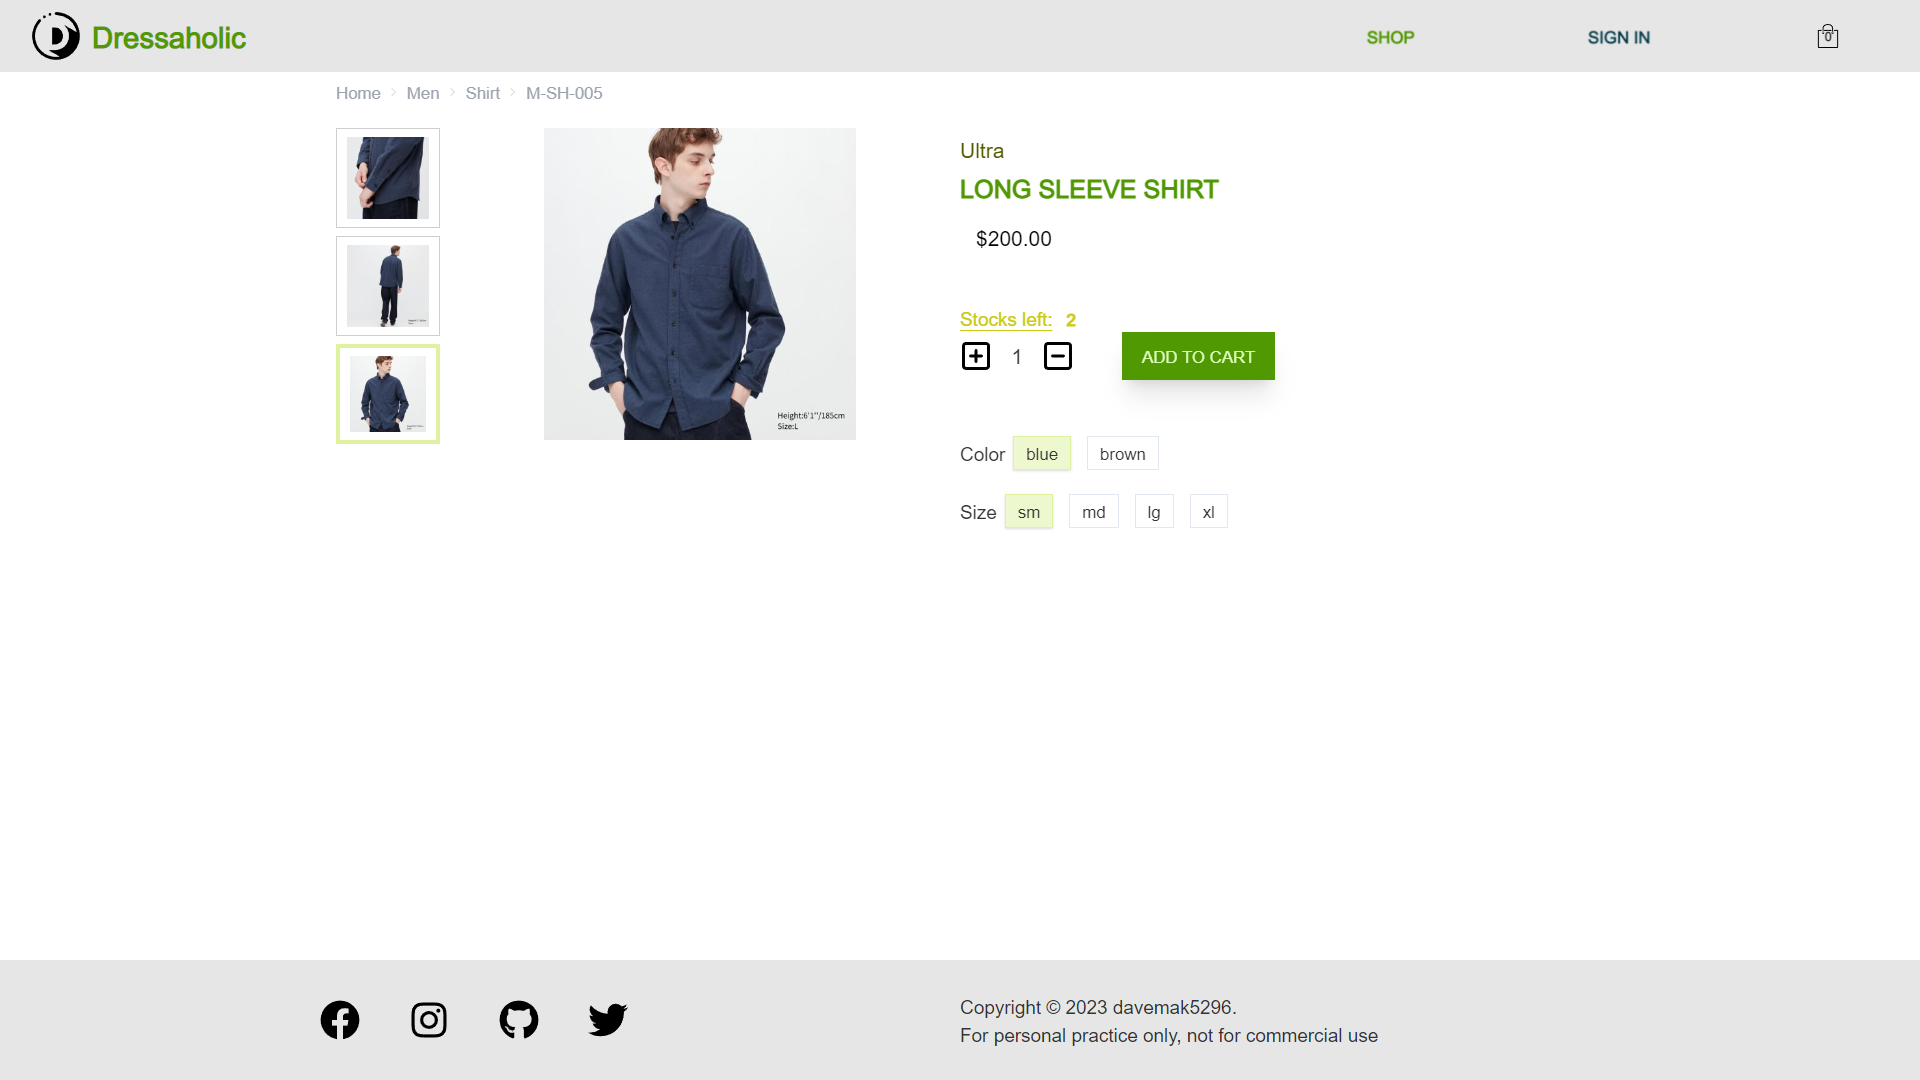 D Dressaholic
SHOP
SIGN IN
0
Home > Men > Shirt > M-SH-005
Height:6'1''/185cm
Size:L
Ultra
LONG SLEEVE SHIRT
$200.00
Stocks left: 2
1
ADD TO CART
Color blue brown
Size sm md lg xl
Copyright © 2023 davemak5296.
For personal practice only, not for commercial use